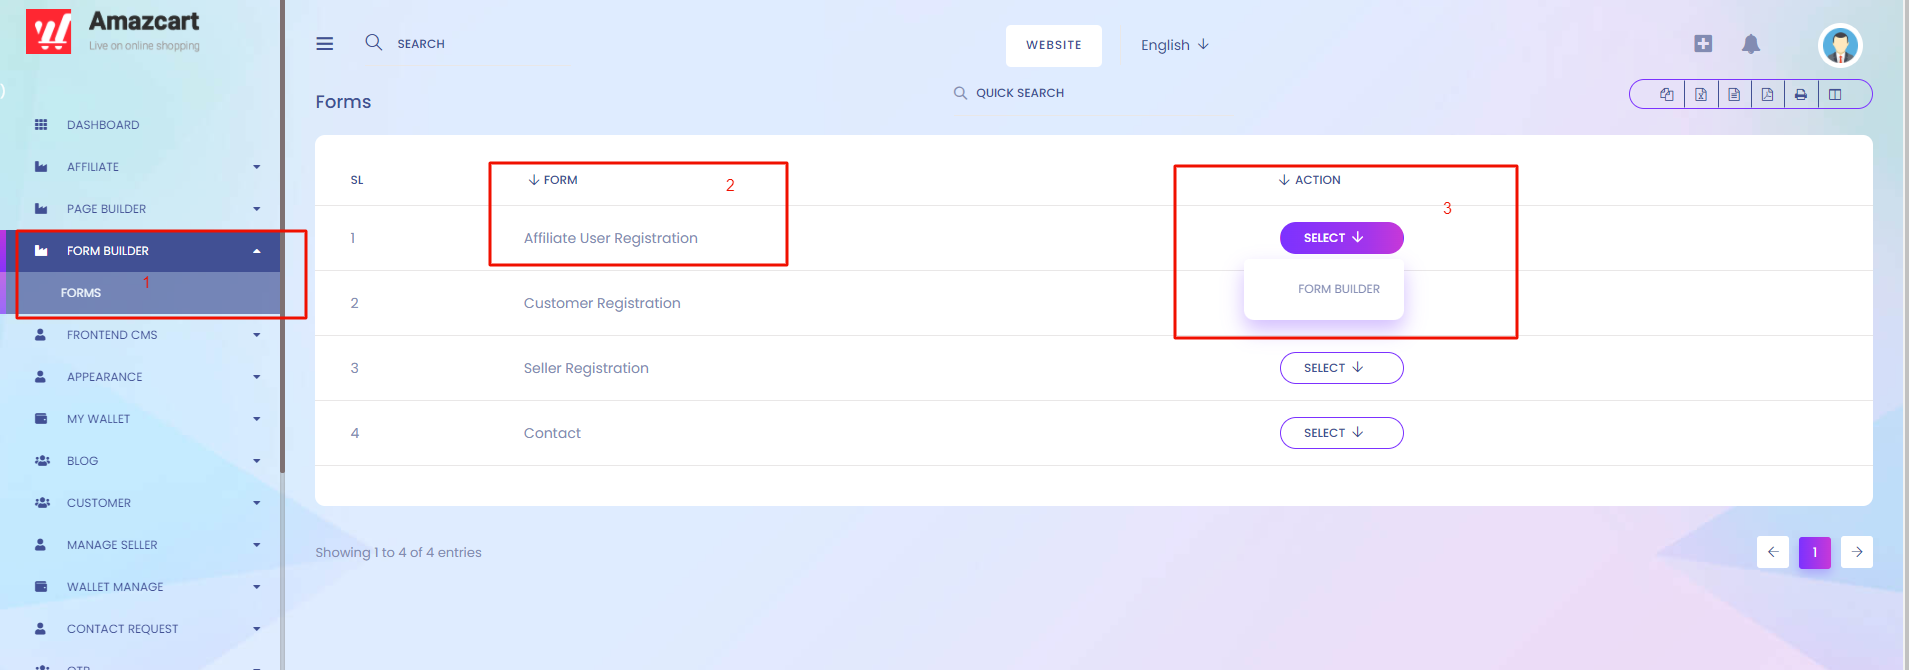 Amazcart
Live on online shopping
)
DASHBOARD
AFFILIATE
PAGE BUILDER
FORM BUILDER
1
FORMS
FRONTEND CMS
APPEARANCE
MY WALLET
BLOG
CUSTOMER
MANAGE SELLER
WALLET MANAGE
CONTACT REQUEST
SEARCH
WEBSITE
English
Forms
QUICK SEARCH
SL
FORM
2
ACTION
3
1
Affiliate User Registration
SELECT
FORM BUILDER
2
Customer Registration
3
Seller Registration
SELECT
4
Contact
SELECT
Showing 1 to 4 of 4 entries
1